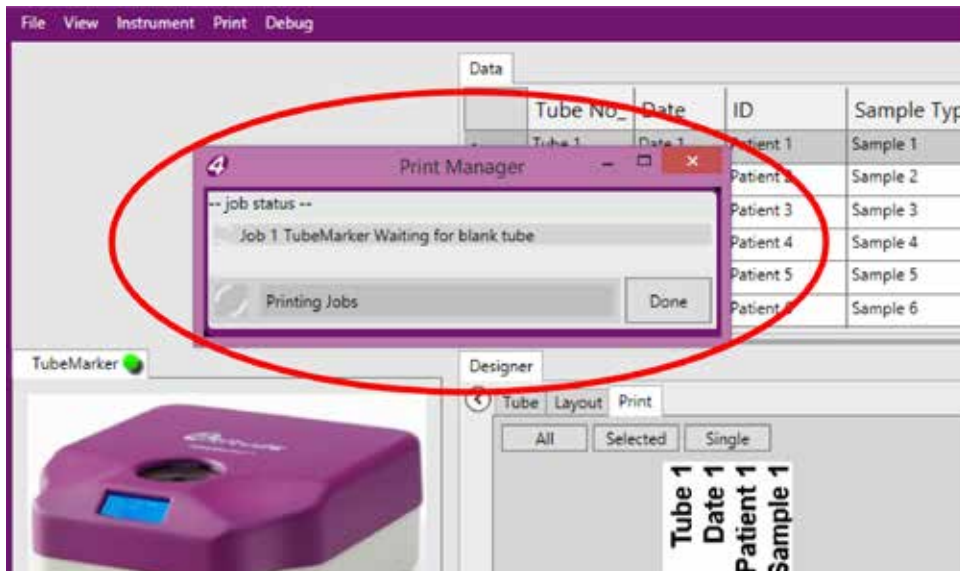 File View Instrument Print Debug
Data
Tube No_ Date ID Sample Typ
Tube 1 Date 1 Patient 1 Sample 1
Patient 2 Sample 2
Patient 3 Sample 3
Patient 4 Sample 4
Patient 5 Sample 5
Patient 6 Sample 6
4 Print Manager
-- job status --
Job 1 TubeMarker Waiting for blank tube
Printing Jobs Done
TubeMarker
Designer
Tube Layout Print
All Selected Single
Tube 1
Date 1
Patient 1
Sample 1